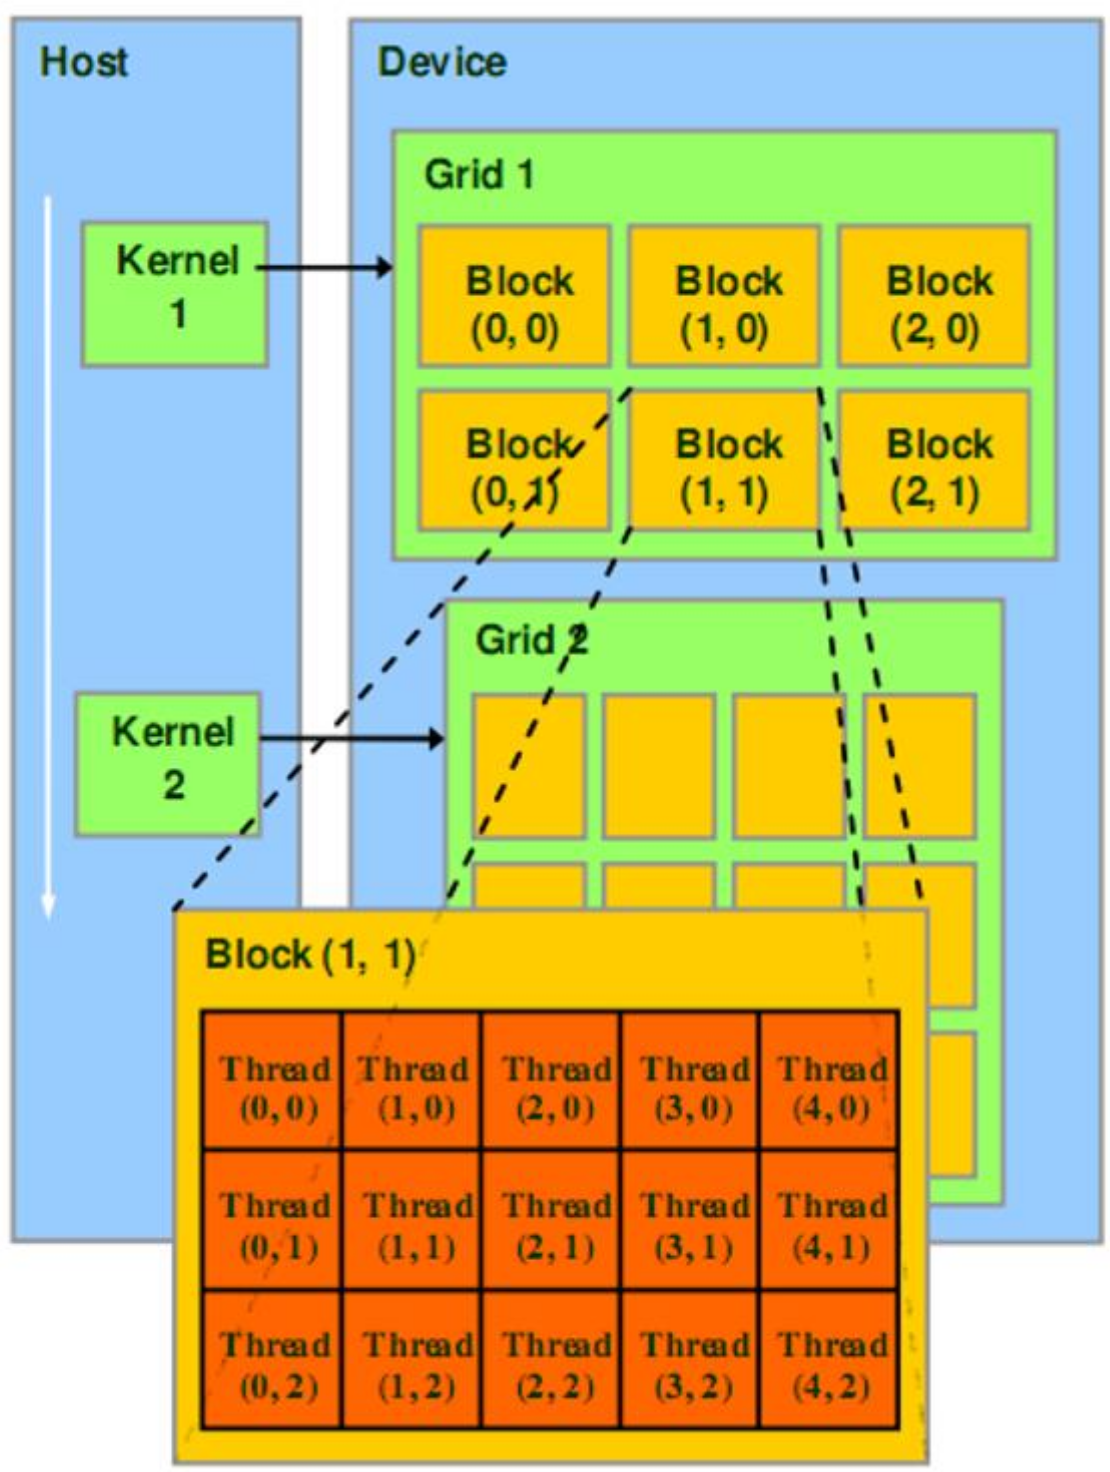 Host
Device
Grid 1
Kernel
1
Block
(0, 0)
Block
(1, 0)
Block
(2, 0)
Block
(0, 1)
Block
(1, 1)
Block
(2, 1)
Grid 2
Kernel
2
Block (1, 1)
Thread
(0, 0)
Thread
(1, 0)
Thread
(2, 0)
Thread
(3, 0)
Thread
(4, 0)
Thread
(0, 1)
Thread
(1, 1)
Thread
(2, 1)
Thread
(3, 1)
Thread
(4, 1)
Thread
(0, 2)
Thread
(1, 2)
Thread
(2, 2)
Thread
(3, 2)
Thread
(4, 2)